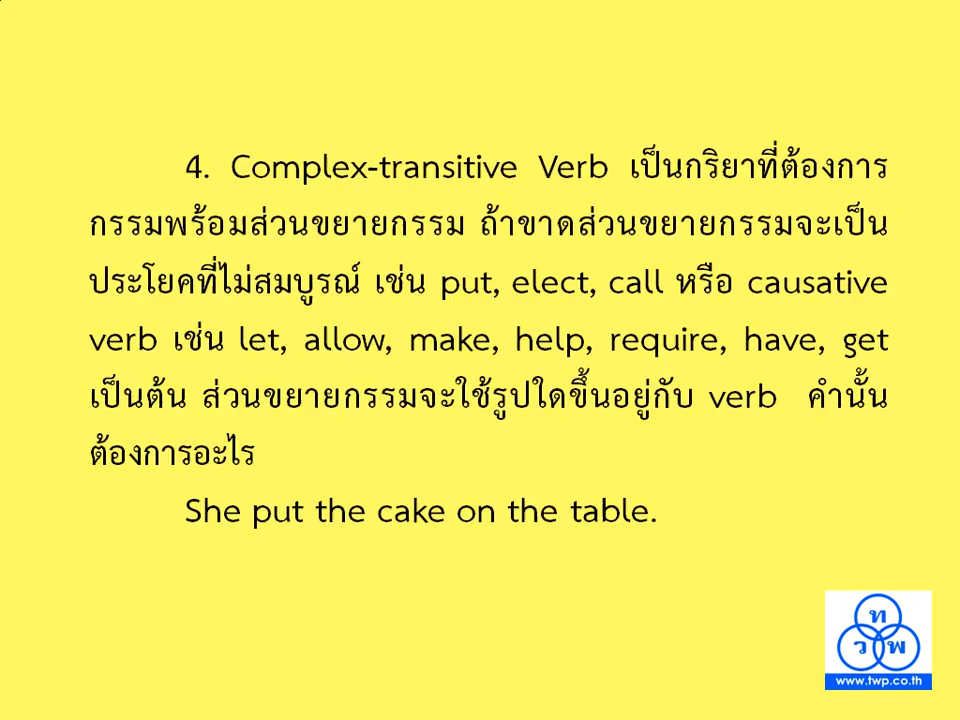 4. Complex-transitive Verb เป็นกริยาที่ต้องการ
กรรมพร้อมส่วนขยายกรรม ถ้าขาดส่วนขยายกรรมจะเป็น
ประโยคที่ไม่สมบูรณ์ เช่น put, elect, call หรือ causative
verb เช่น let, allow, make, help, require, have, get
เป็นต้น ส่วนขยายกรรมจะใช้รูปใดขึ้นอยู่กับ verb คำนั้น
ต้องการอะไร
She put the cake on the table.
ท
ว พ
www.twp.co.th